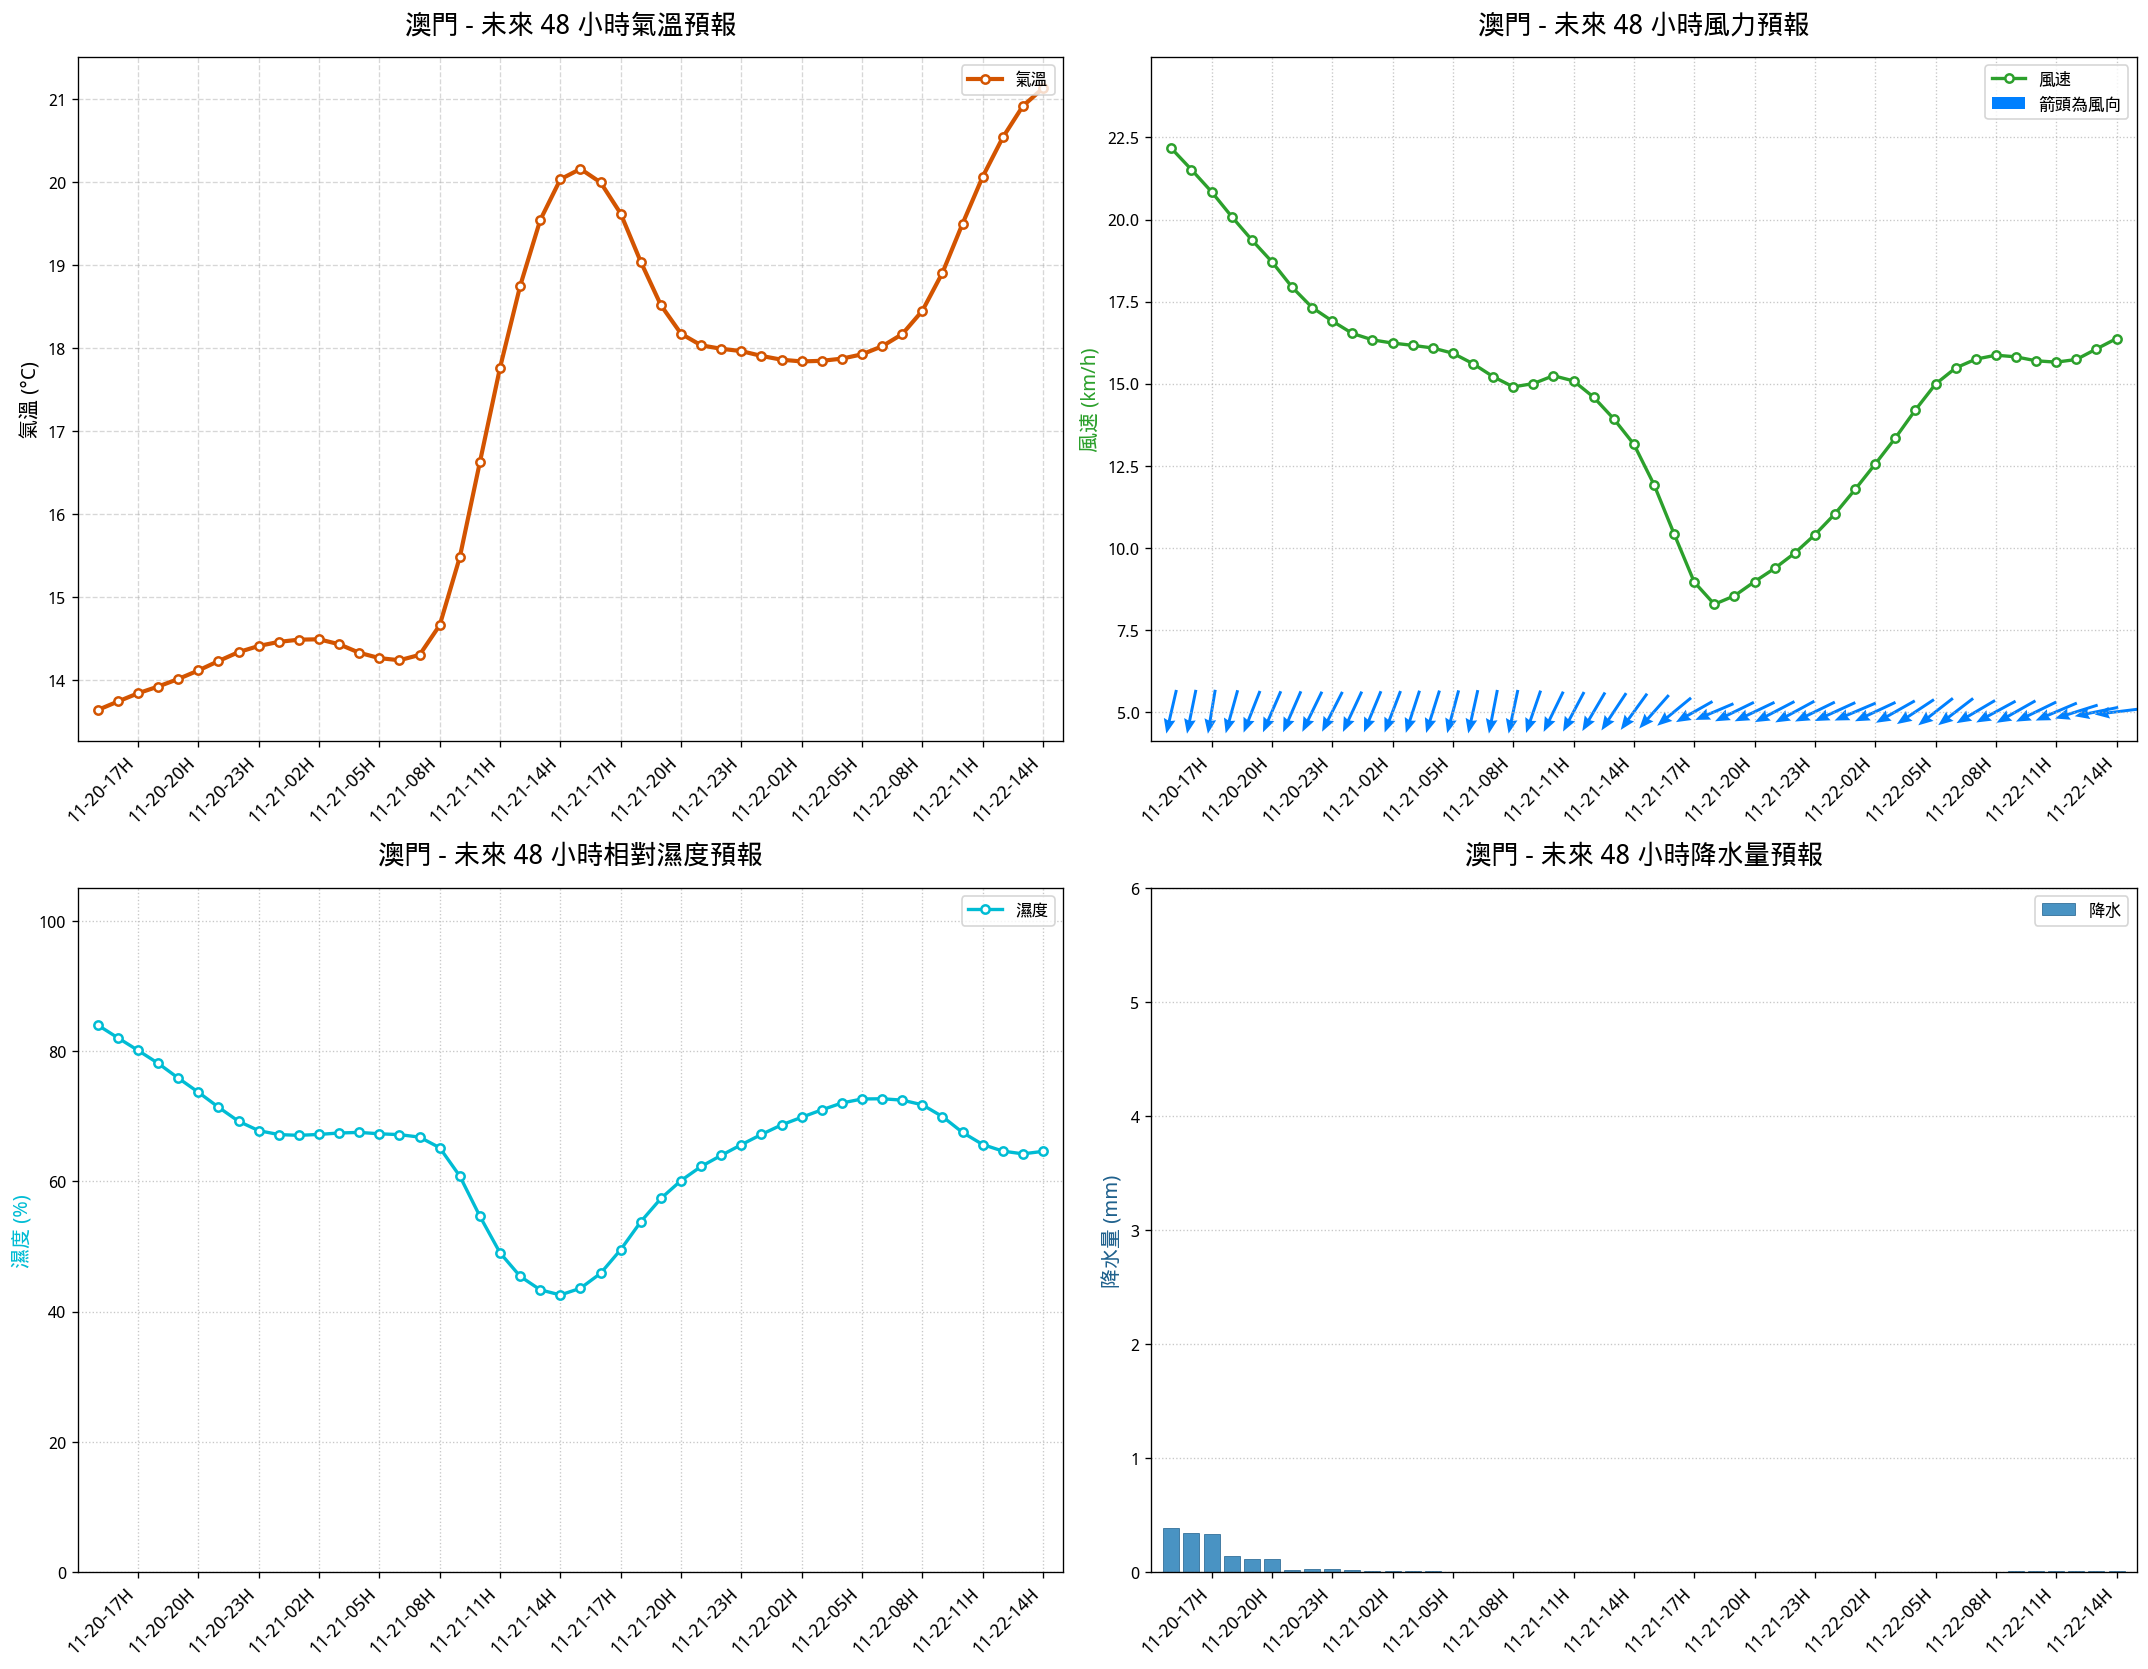 澳門 - 未來 48 小時氣溫預報
氣溫
氣溫 (°C)
21
20
19
18
17
16
15
14
11-20-17H
11-20-20H
11-20-23H
11-21-02H
11-21-05H
11-21-08H
11-21-11H
11-21-14H
11-21-17H
11-21-20H
11-21-23H
11-22-02H
11-22-05H
11-22-08H
11-22-11H
11-22-14H
澳門 - 未來 48 小時風力預報
風速
箭頭為風向
風速 (km/h)
22.5
20.0
17.5
15.0
12.5
10.0
7.5
5.0
11-20-17H
11-20-20H
11-20-23H
11-21-02H
11-21-05H
11-21-08H
11-21-11H
11-21-14H
11-21-17H
11-21-20H
11-21-23H
11-22-02H
11-22-05H
11-22-08H
11-22-11H
11-22-14H
澳門 - 未來 48 小時相對濕度預報
濕度
濕度 (%)
100
80
60
40
20
0
11-20-17H
11-20-20H
11-20-23H
11-21-02H
11-21-05H
11-21-08H
11-21-11H
11-21-14H
11-21-17H
11-21-20H
11-21-23H
11-22-02H
11-22-05H
11-22-08H
11-22-11H
11-22-14H
澳門 - 未來 48 小時降水量預報
降水
降水量 (mm)
6
5
4
3
2
1
0
11-20-17H
11-20-20H
11-20-23H
11-21-02H
11-21-05H
11-21-08H
11-21-11H
11-21-14H
11-21-17H
11-21-20H
11-21-23H
11-22-02H
11-22-05H
11-22-08H
11-22-11H
11-22-14H